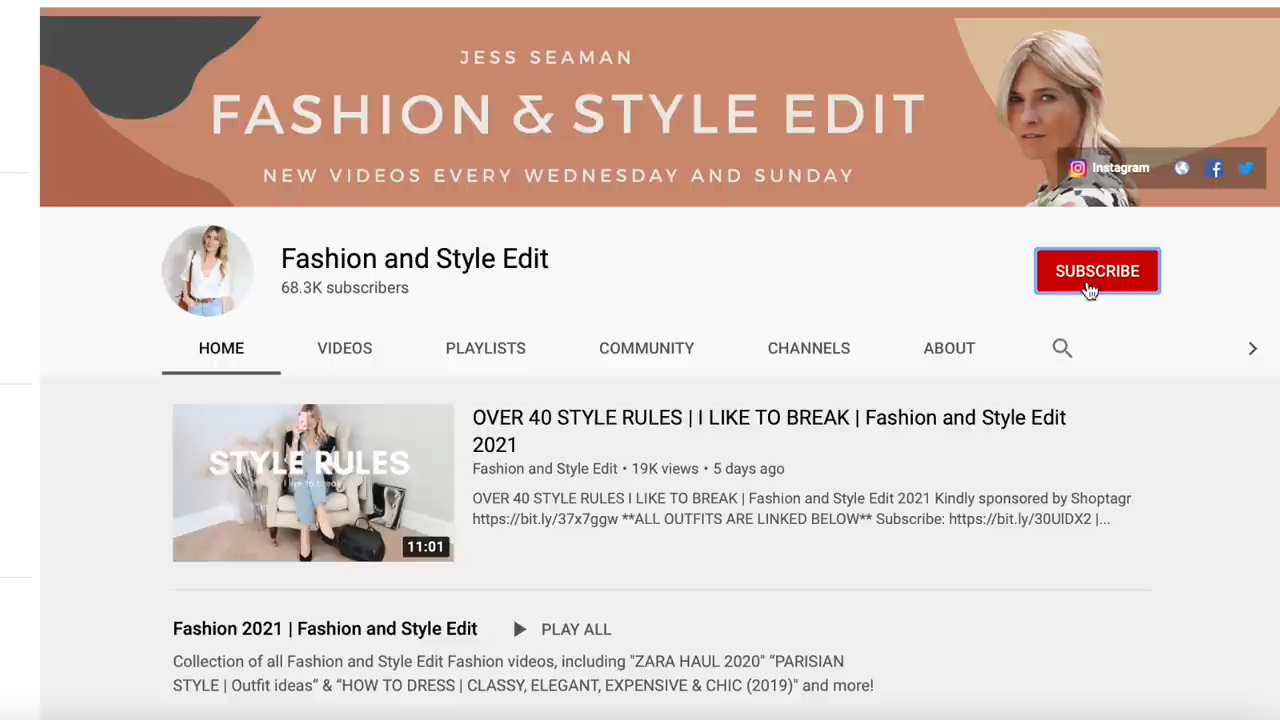 JESS SEAMAN
FASHION & STYLE EDIT
NEW VIDEOS EVERY WEDNESDAY AND SUNDAY
Instagram
Fashion and Style Edit
68.3K subscribers
SUBSCRIBE
HOME VIDEOS PLAYLISTS COMMUNITY CHANNELS ABOUT
STYLE RULES
I like to break
11:01
OVER 40 STYLE RULES | I LIKE TO BREAK | Fashion and Style Edit
2021
Fashion and Style Edit • 19K views • 5 days ago
OVER 40 STYLE RULES I LIKE TO BREAK | Fashion and Style Edit 2021 Kindly sponsored by Shoptagr
https://bit.ly/37x7ggw **ALL OUTFITS ARE LINKED BELOW** Subscribe: https://bit.ly/30UIDX2 |...
Fashion 2021 | Fashion and Style Edit PLAY ALL
Collection of all Fashion and Style Edit Fashion videos, including "ZARA HAUL 2020" “PARISIAN
STYLE | Outfit ideas” & “HOW TO DRESS | CLASSY, ELEGANT, EXPENSIVE & CHIC (2019)" and more!